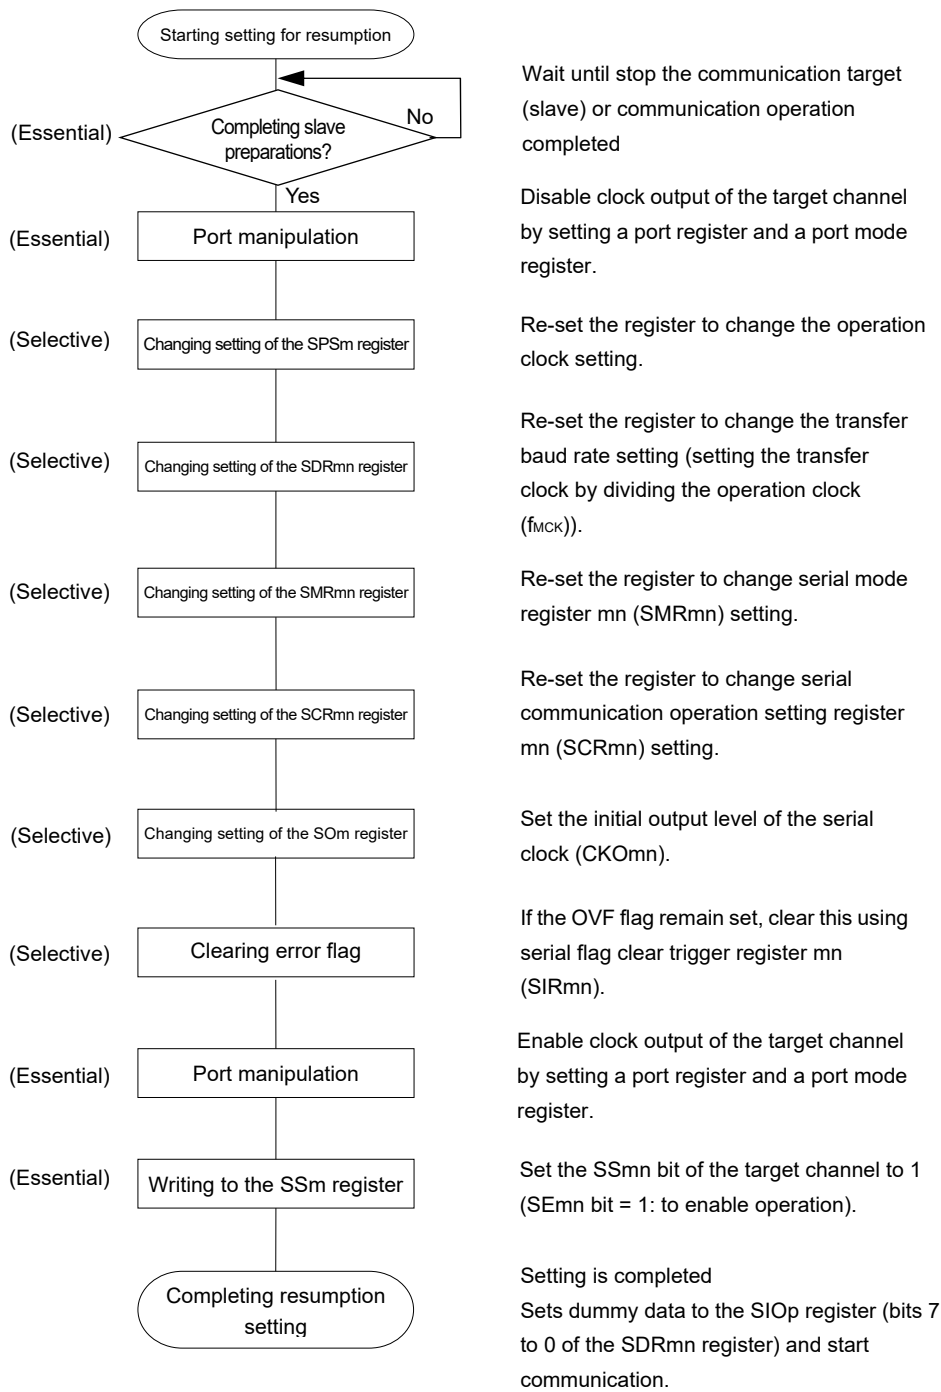 Starting setting for resumption
(Essential)
Completing slave
preparations?
No
Yes
Wait until stop the communication target
(slave) or communication operation
completed
(Essential)
Port manipulation
Disable clock output of the target channel
by setting a port register and a port mode
register.
(Selective)
Changing setting of the SPSm register
Re-set the register to change the operation
clock setting.
(Selective)
Changing setting of the SDRmn register
Re-set the register to change the transfer
baud rate setting (setting the transfer
clock by dividing the operation clock
(fMCK)).
(Selective)
Changing setting of the SMRmn register
Re-set the register to change serial mode
register mn (SMRmn) setting.
(Selective)
Changing setting of the SCRmn register
Re-set the register to change serial
communication operation setting register
mn (SCRmn) setting.
(Selective)
Changing setting of the SOm register
Set the initial output level of the serial
clock (CKOmn).
(Selective)
Clearing error flag
If the OVF flag remain set, clear this using
serial flag clear trigger register mn
(SIRmn).
(Essential)
Port manipulation
Enable clock output of the target channel
by setting a port register and a port mode
register.
(Essential)
Writing to the SSm register
Set the SSmn bit of the target channel to 1
(SEmn bit = 1: to enable operation).
Completing resumption
setting
Setting is completed
Sets dummy data to the SIOp register (bits 7
to 0 of the SDRmn register) and start
communication.